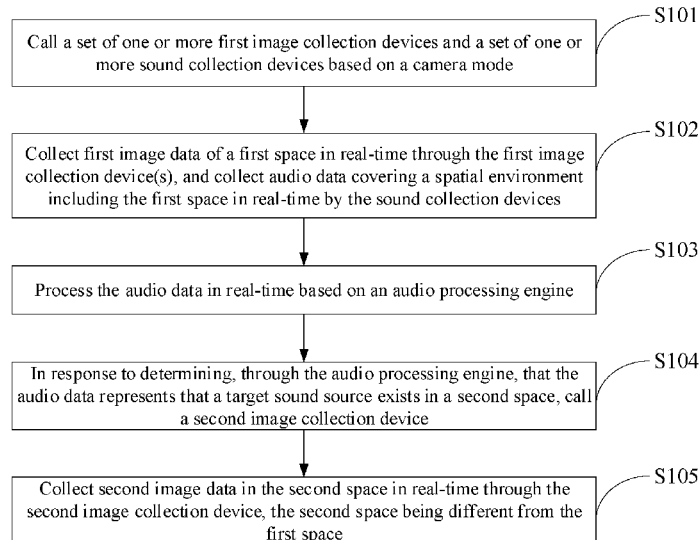 S101
Call a set of one or more first image collection devices and a set of one or
more sound collection devices based on a camera mode
S102
Collect first image data of a first space in real-time through the first image
collection device(s), and collect audio data covering a spatial environment
including the first space in real-time by the sound collection devices
S103
Process the audio data in real-time based on an audio processing engine
S104
In response to determining, through the audio processing engine, that the
audio data represents that a target sound source exists in a second space, call
a second image collection device
S105
Collect second image data in the second space in real-time through the
second image collection device, the second space being different from the
first space